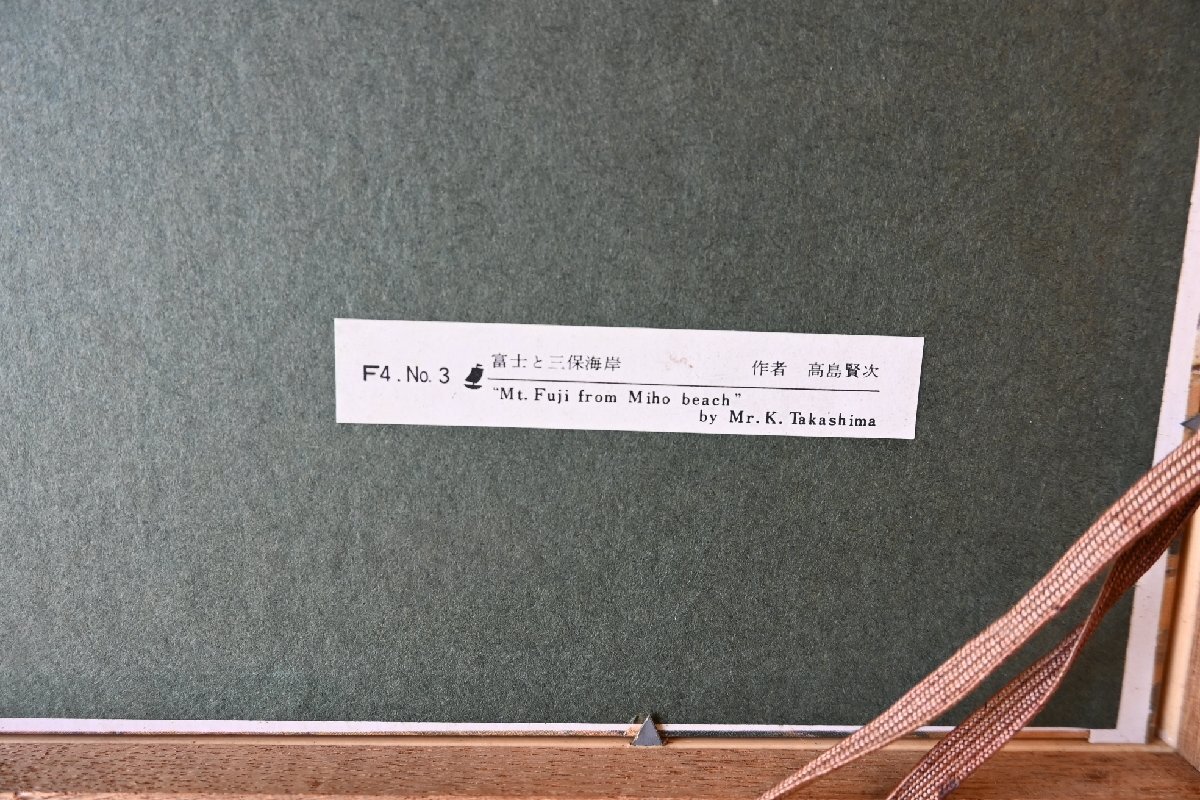 F4.No.3
富士と三保海岸 作者 高島賢次
“Mt. Fuji from Miho beach”
by Mr. K. Takashima